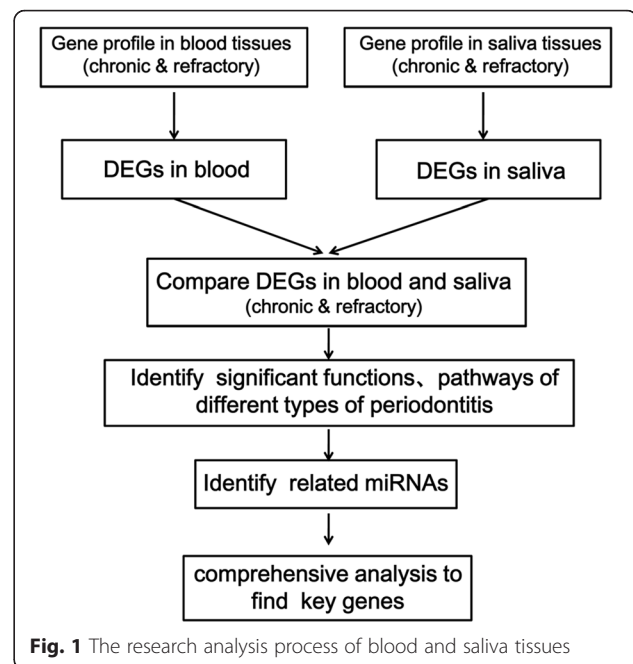 Gene profile in blood tissues
(chronic & refractory)
Gene profile in saliva tissues
(chronic & refractory)
DEGs in blood
DEGs in saliva
Compare DEGs in blood and saliva
(chronic & refractory)
Identify significant functions、pathways of
different types of periodontitis
Identify related miRNAs
comprehensive analysis to
find key genes
Fig. 1 The research analysis process of blood and saliva tissues